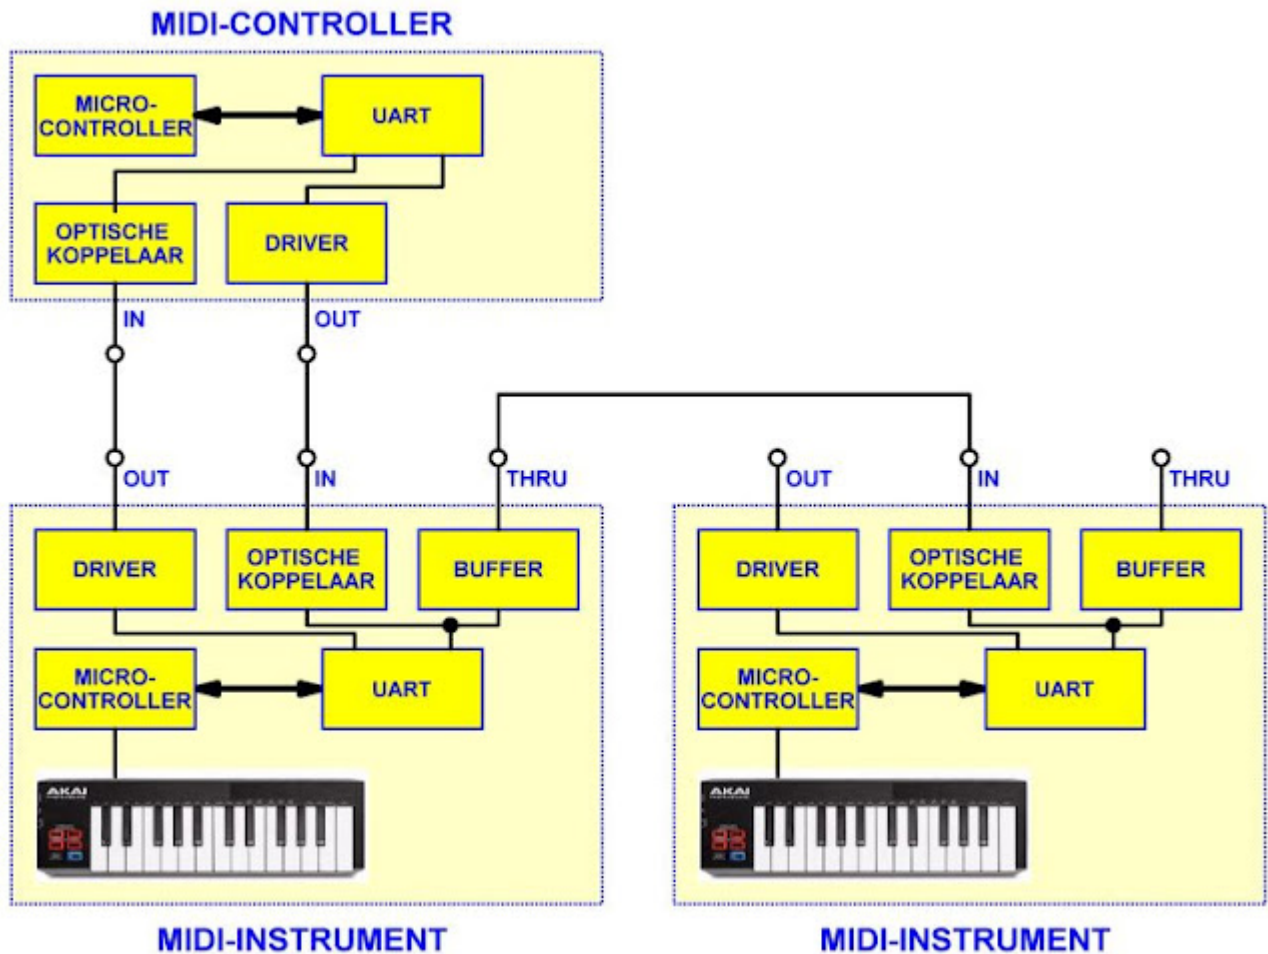 MIDI-CONTROLLER
MICRO-
CONTROLLER
UART
OPTISCHE
KOPPELAAR
DRIVER
IN
OUT
OUT
IN
THRU
OUT
IN
THRU
DRIVER
OPTISCHE
KOPPELAAR
BUFFER
DRIVER
OPTISCHE
KOPPELAAR
BUFFER
MICRO-
CONTROLLER
UART
MICRO-
CONTROLLER
UART
AKAI
AKAI
MIDI-INSTRUMENT
MIDI-INSTRUMENT